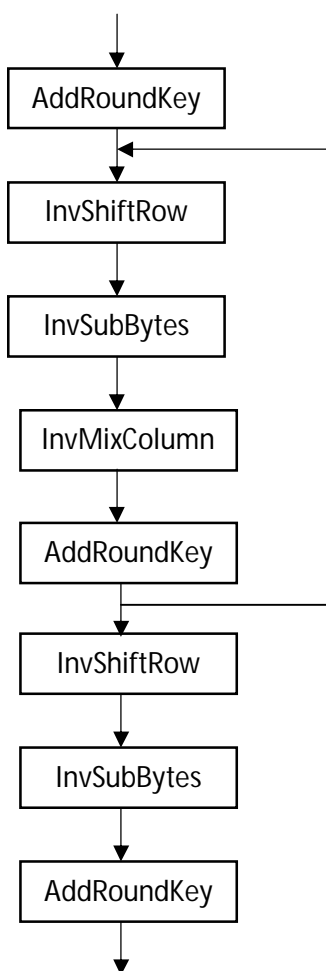 AddRoundKey
InvShiftRow
InvSubBytes
InvMixColumn
AddRoundKey
InvShiftRow
InvSubBytes
AddRoundKey